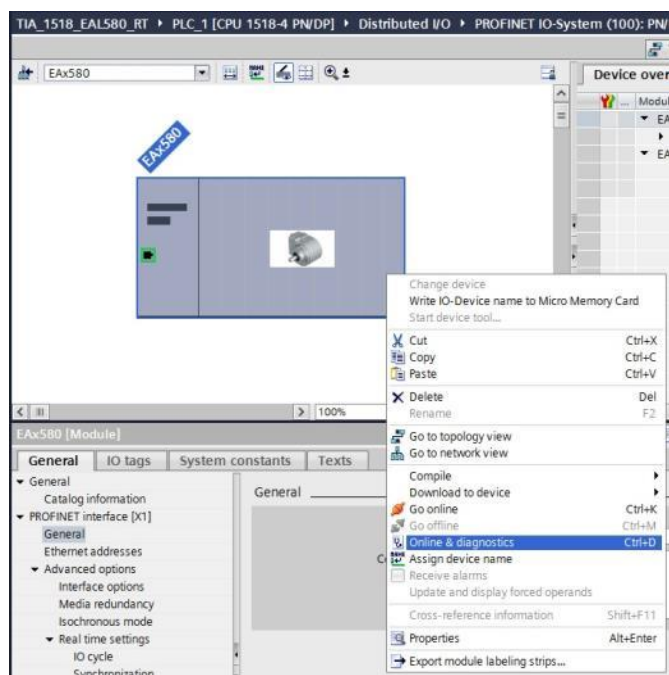 TIA_1518_EAL580_RT ▸ PLC_1 [CPU 1518-4 PN/DP] ▸ Distributed I/O ▸ PROFINET IO-System (100): PN/
EAx580
Device over
... Modul
EA
EA
EAx580
Change device
Write IO-Device name to Micro Memory Card
Start device tool...
Cut Ctrl+X
Copy Ctrl+C
Paste Ctrl+V
Delete Del
Rename F2
Go to topology view
Go to network view
Compile
Download to device
Go online Ctrl+K
Go offline Ctrl+M
Online & diagnostics Ctrl+D
Assign device name
Receive alarms
Update and display forced operands
Cross-reference information Shift+F11
Properties Alt+Enter
Export module labeling strips...
100%
EAx580 [Module]
General IO tags System constants Texts
General
Catalog information
PROFINET interface [X1]
General
Ethernet addresses
Advanced options
Interface options
Media redundancy
Isochronous mode
Real time settings
IO cycle
Synchronization
General